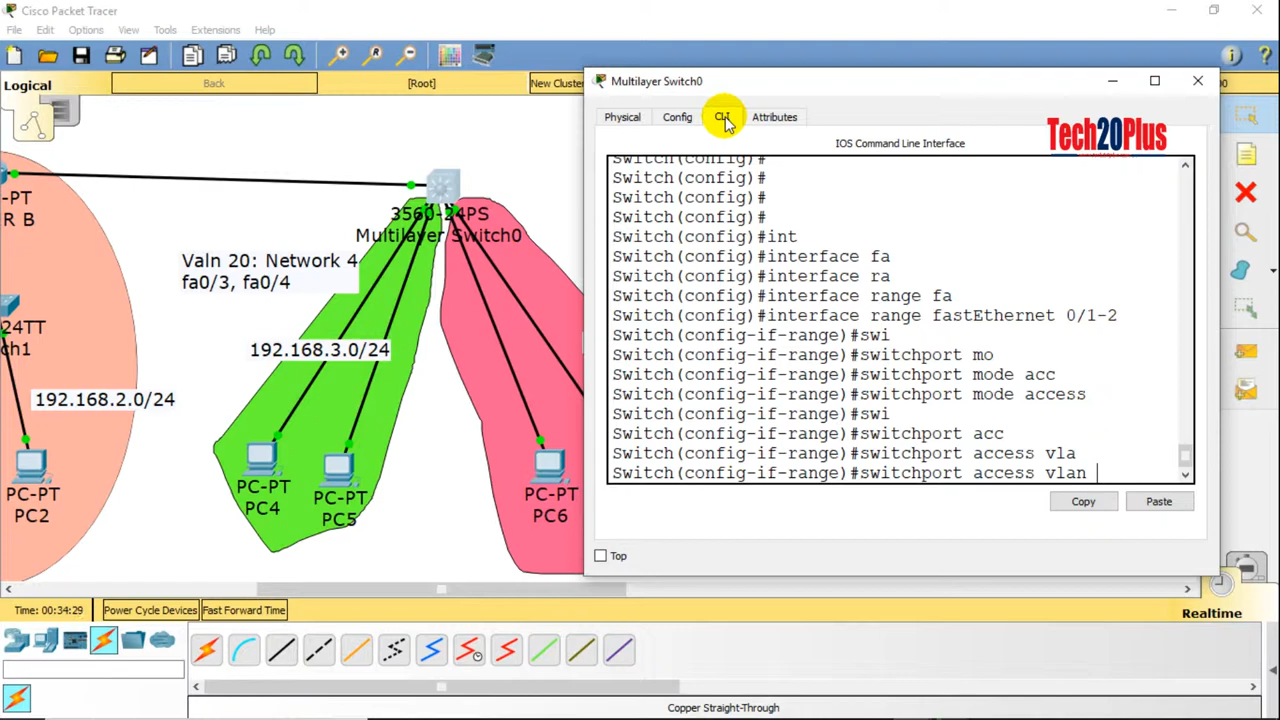 Cisco Packet Tracer
File Edit Options View Tools Extensions Help
Logical
Back
[Root]
New Cluster
Multilayer Switch0
Physical Config CLI Attributes
Tech20Plus
IOS Command Line Interface
Switch(config)#
Switch(config)#
Switch(config)#
Switch(config)#
Switch(config)#int
Switch(config)#interface fa
Switch(config)#interface ra
Switch(config)#interface range fa
Switch(config)#interface range fastEthernet 0/1-2
Switch(config-if-range)#swi
Switch(config-if-range)#switchport mo
Switch(config-if-range)#switchport mode acc
Switch(config-if-range)#switchport mode access
Switch(config-if-range)#swi
Switch(config-if-range)#switchport acc
Switch(config-if-range)#switchport access vla
Switch(config-if-range)#switchport access vlan
Copy Paste
Top
-PT
R B
3560-24PS
Multilayer Switch0
Valn 20: Network 4
fa0/3, fa0/4
24TT
ch1
192.168.3.0/24
192.168.2.0/24
PC-PT
PC2
PC-PT
PC4
PC-PT
PC5
PC-PT
PC6
Time: 00:34:29 Power Cycle Devices Fast Forward Time
Realtime
Copper Straight-Through